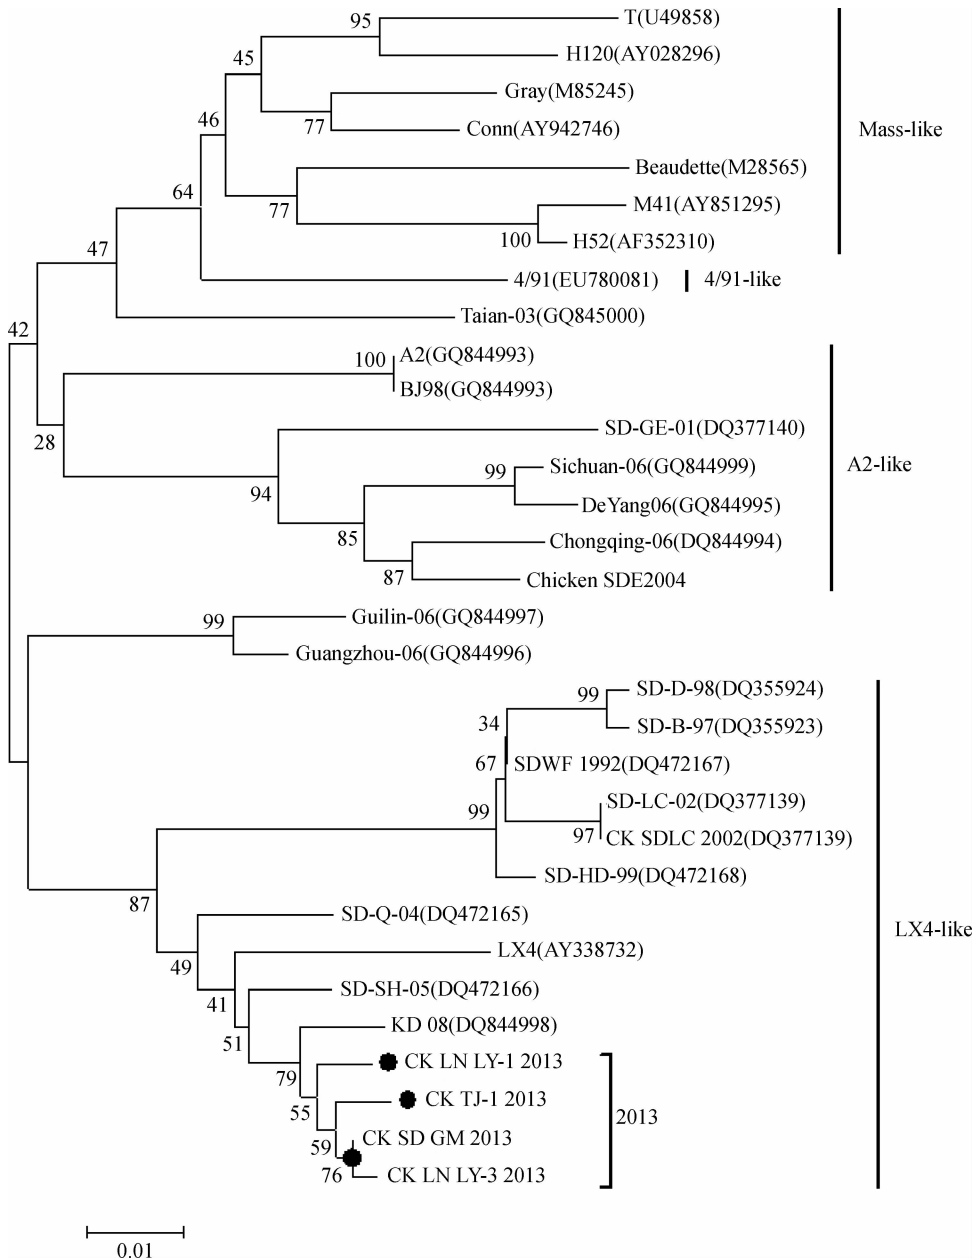 95
T(U49858)
H120(AY028296)
45
Gray(M85245)
77
Conn(AY942746)
46
Mass-like
Beaudette(M28565)
64
77
M41(AY851295)
100
H52(AF352310)
47
4/91(EU780081)
4/91-like
Taian-03(GQ845000)
42
100
A2(GQ844993)
BJ98(GQ844993)
28
SD-GE-01(DQ377140)
A2-like
99
Sichuan-06(GQ844999)
94
DeYang06(GQ844995)
85
Chongqing-06(DQ844994)
87
Chicken SDE2004
99
Guilin-06(GQ844997)
Guangzhou-06(GQ844996)
99
SD-D-98(DQ355924)
34
SD-B-97(DQ355923)
67
SDWF 1992(DQ472167)
99
SD-LC-02(DQ377139)
97
CK SDLC 2002(DQ377139)
SD-HD-99(DQ472168)
87
SD-Q-04(DQ472165)
LX4-like
49
LX4(AY338732)
41
SD-SH-05(DQ472166)
51
KD 08(DQ844998)
79
CK LN LY-1 2013
55
CK TJ-1 2013
2013
59
CK SD GM 2013
76
CK LN LY-3 2013
0.01